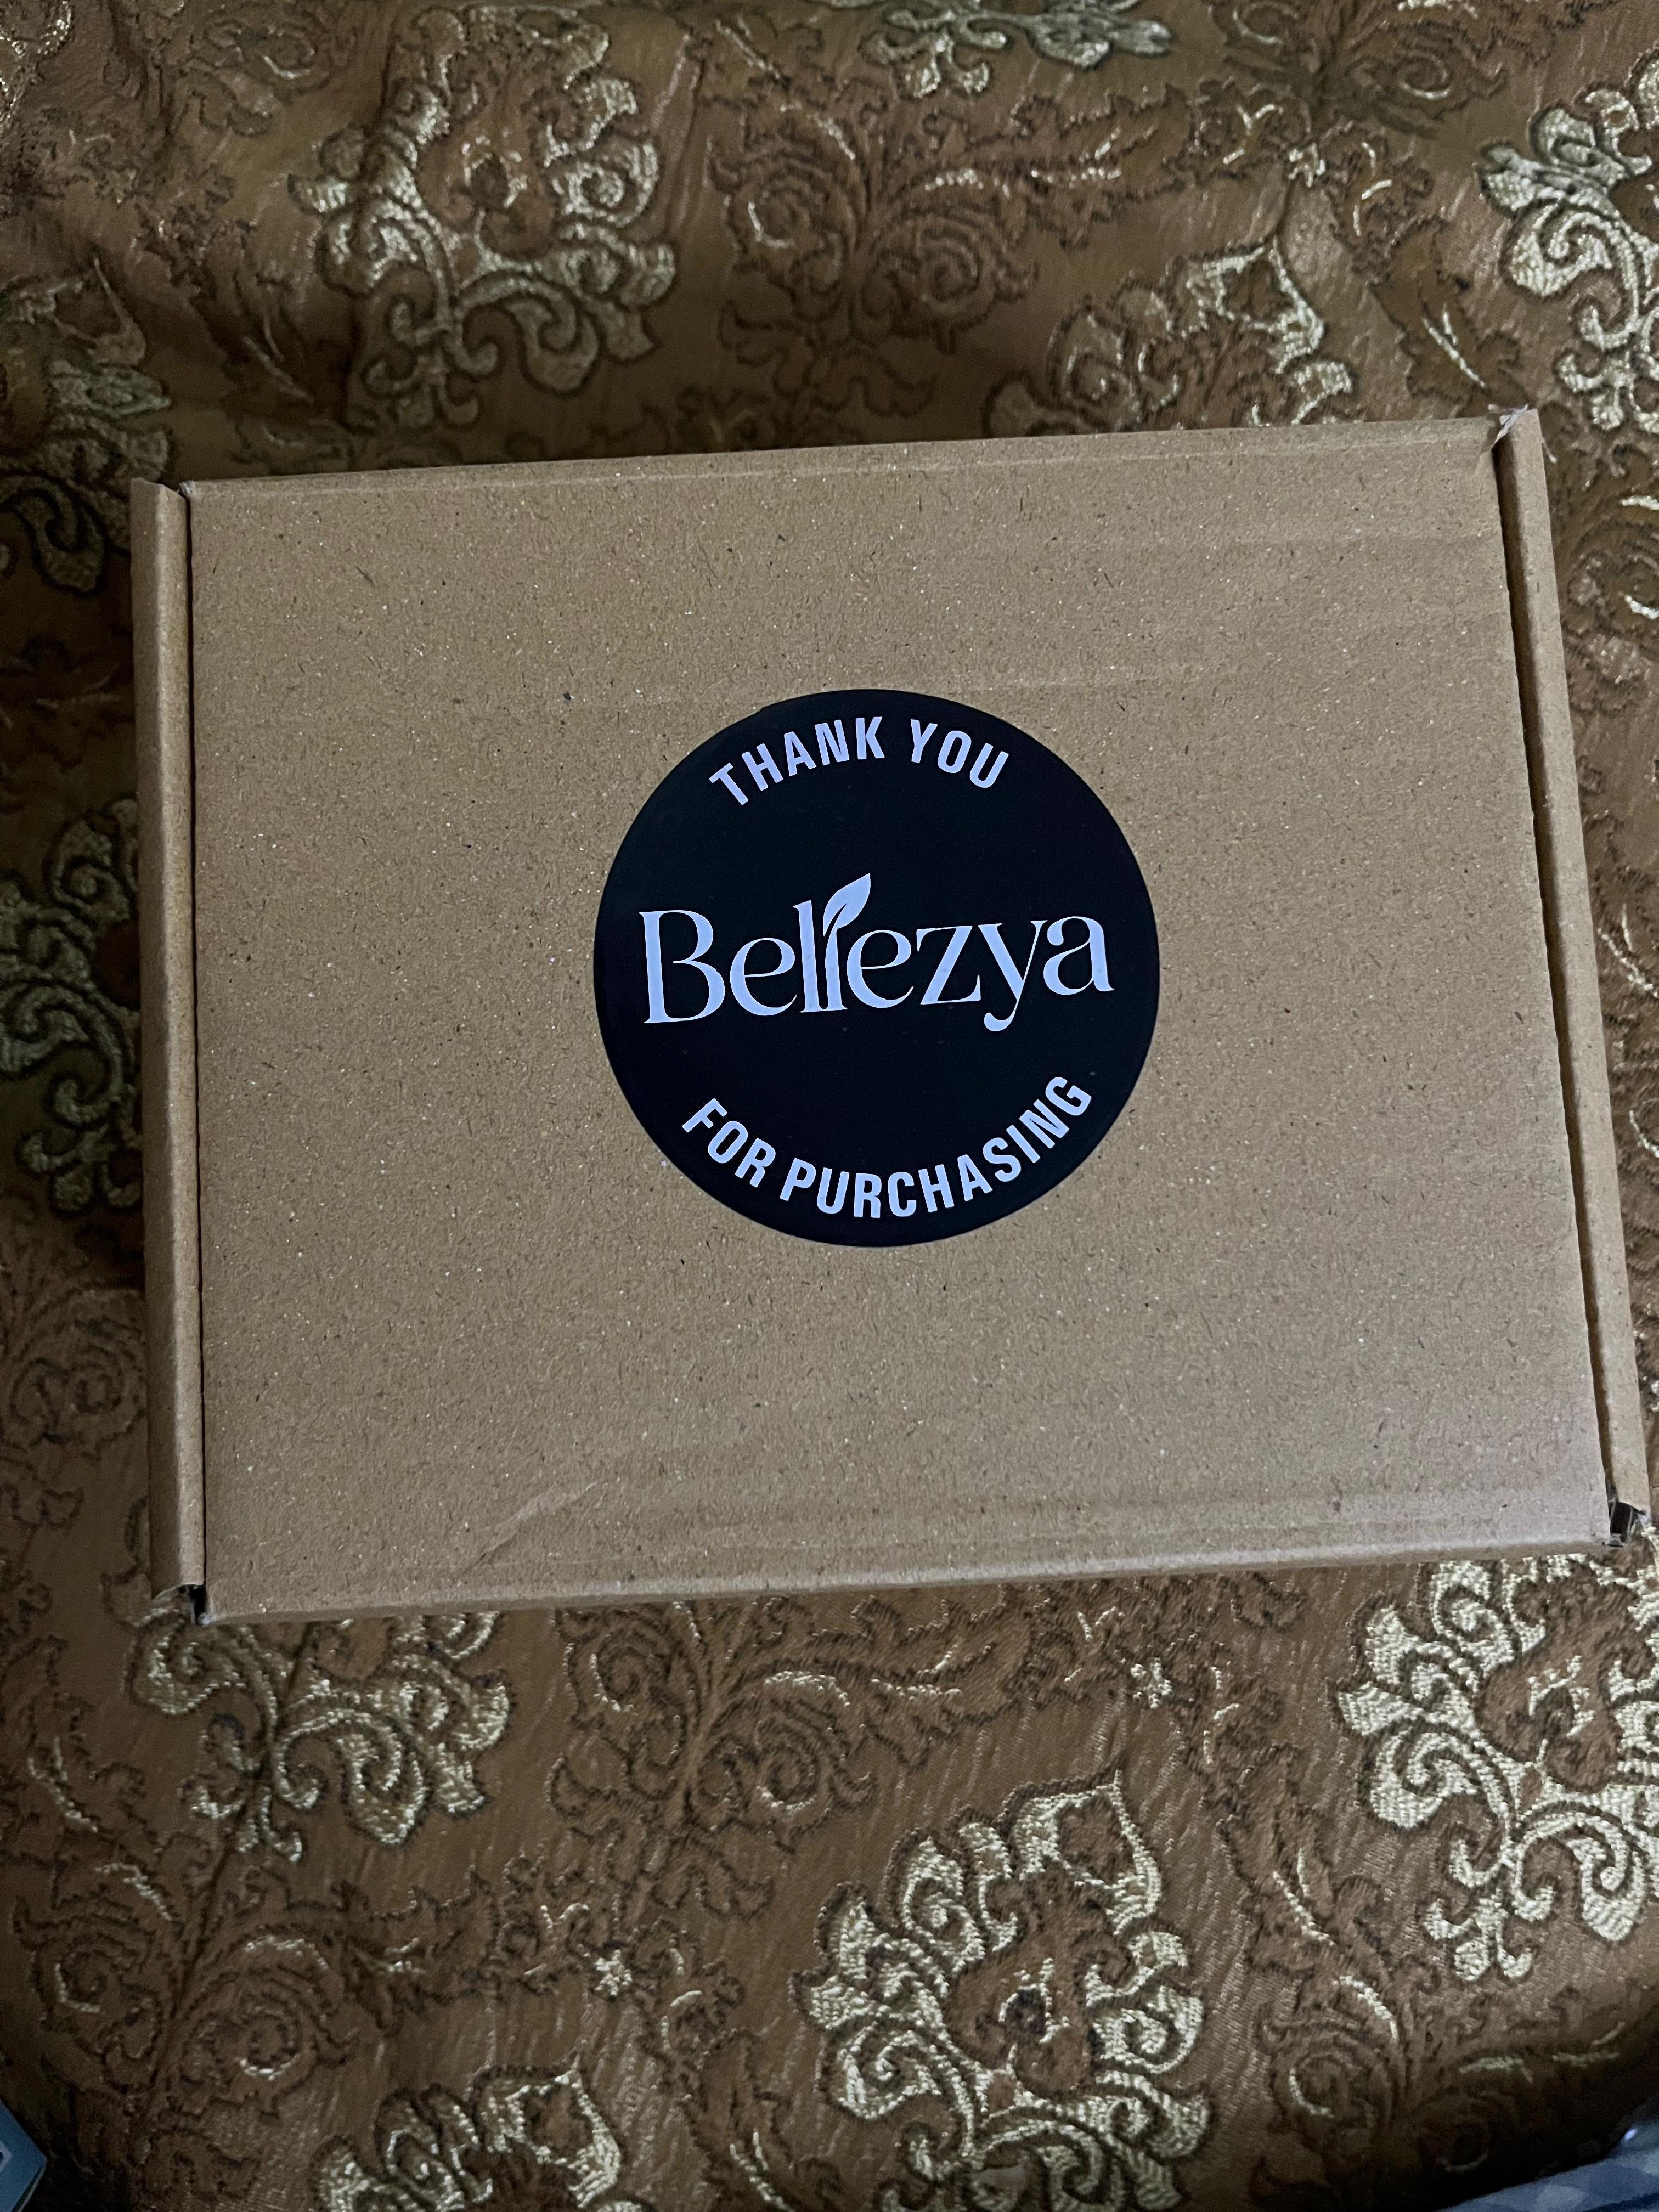 THANK YOU
Bellezya
FOR PURCHASING